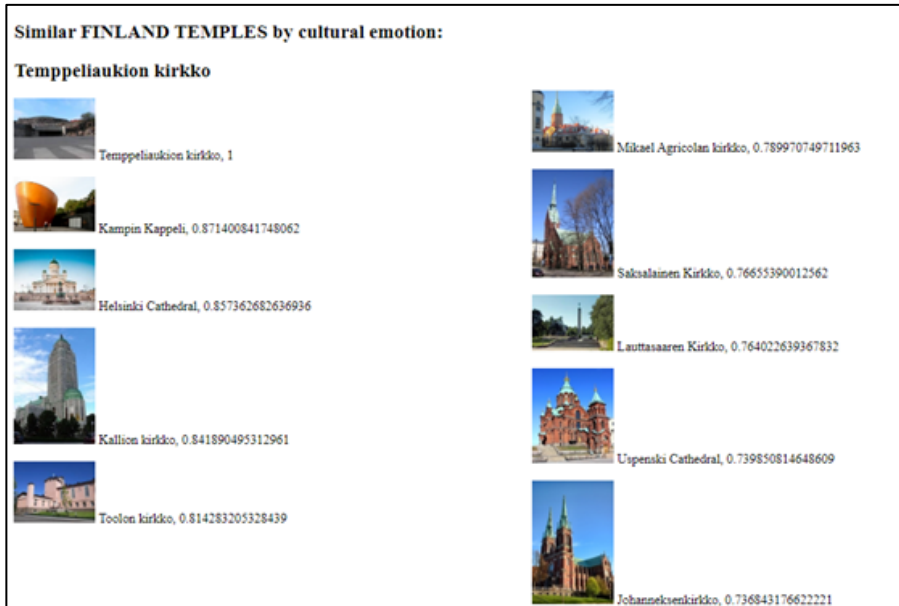 Similar FINLAND TEMPLES by cultural emotion:
Temppeliaukion kirkko
Temppeliaukion kirkko, 1
Kampin Kappeli, 0.871400841748062
Helsinki Cathedral, 0.857362682636936
Kallion kirkko, 0.841890495312961
Toolon kirkko, 0.814283205328439
Mikael Agricolan kirkko, 0.789970749711963
Saksalainen Kirkko, 0.76655390012562
Lauttasaaren Kirkko, 0.764022639367832
Uspenski Cathedral, 0.739850814648609
Johanneksenkirkko, 0.736843176622221